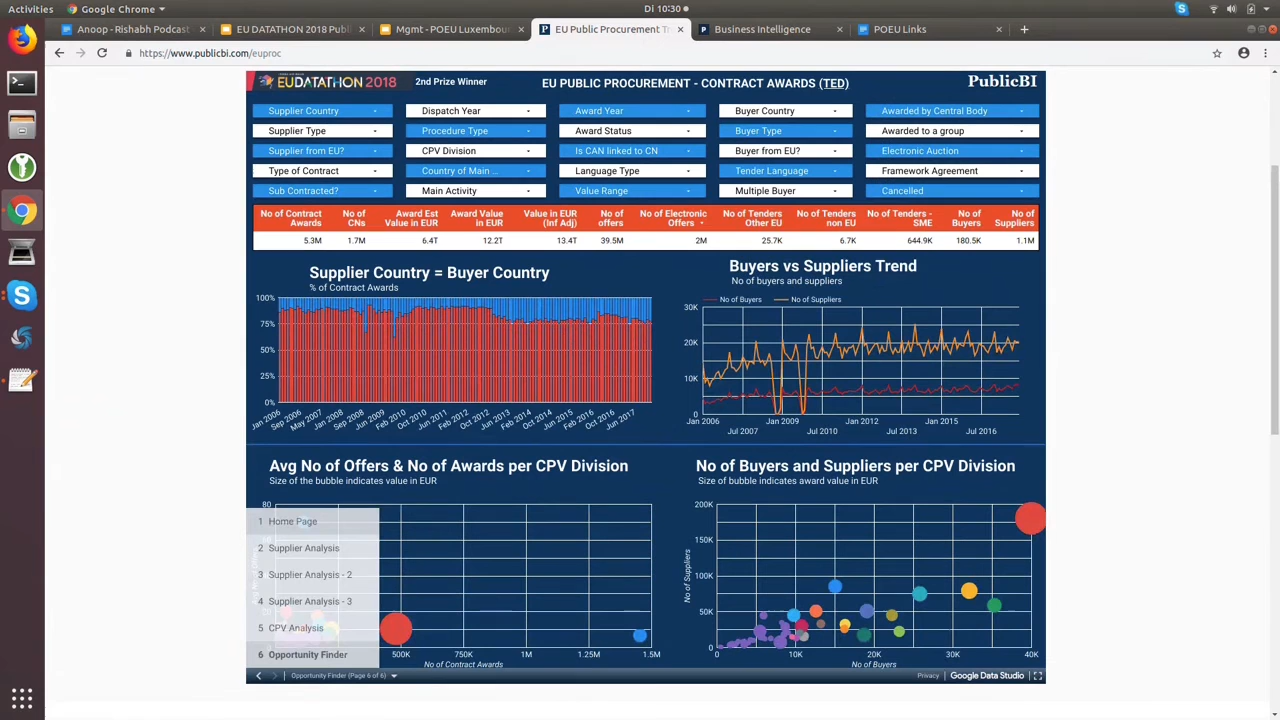 Activities
Google Chrome
Di 10:30
Anoop - Rishabh Podcast
EU DATATHON 2018 Publ
Mgmt - POEU Luxembou
EU Public Procurement Tr
Business Intelligence
POEU Links
https://www.publicbi.com/euproc
EUDATATHON 2018
2nd Prize Winner
EU PUBLIC PROCUREMENT - CONTRACT AWARDS (TED)
PublicBI
Supplier Country
Dispatch Year
Award Year
Buyer Country
Awarded by Central Body
Supplier Type
Procedure Type
Award Status
Buyer Type
Awarded to a group
Supplier from EU?
CPV Division
Is CAN linked to CN
Buyer from EU?
Electronic Auction
Type of Contract
Country of Main ...
Language Type
Tender Language
Framework Agreement
Sub Contracted?
Main Activity
Value Range
Multiple Buyer
Cancelled
No of Contract Awards
No of CNs
Award Est Value in EUR
Award Value in EUR
Value in EUR (Inf Adj)
No of offers
No of Electronic Offers
No of Tenders Other EU
No of Tenders non EU
No of Tenders - SME
No of Buyers
No of Suppliers
5.3M
1.7M
6.4T
12.2T
13.4T
39.5M
2M
25.7K
6.7K
644.9K
180.5K
1.1M
Supplier Country = Buyer Country
% of Contract Awards
100%
75%
50%
25%
0%
Jan 2006
Sep 2006
May 2007
Jan 2008
Sep 2008
Jun 2009
Feb 2010
Oct 2010
Jun 2011
Feb 2012
Oct 2012
Jun 2013
Feb 2014
Oct 2014
Jun 2015
Feb 2016
Oct 2016
Jun 2017
Buyers vs Suppliers Trend
No of buyers and suppliers
No of Buyers
No of Suppliers
30K
20K
10K
0
Jan 2006
Jul 2007
Jan 2009
Jul 2010
Jan 2012
Jul 2013
Jan 2015
Jul 2016
Avg No of Offers & No of Awards per CPV Division
Size of the bubble indicates value in EUR
80
1 Home Page
2 Supplier Analysis
3 Supplier Analysis - 2
4 Supplier Analysis - 3
5 CPV Analysis
6 Opportunity Finder
500K
750K
1M
1.25M
1.5M
No of Contract Awards
No of Buyers and Suppliers per CPV Division
Size of bubble indicates award value in EUR
200K
150K
100K
50K
0
No of Suppliers
0
10K
20K
30K
40K
No of Buyers
Opportunity Finder (Page 6 of 6)
Privacy
Google Data Studio